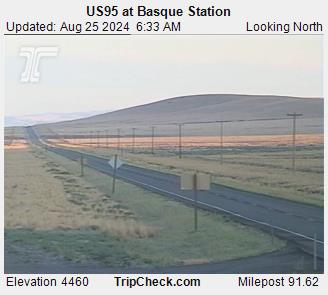 US95 at Basque Station
Updated: Aug 25 2024 6:33 AM Looking North
Elevation 4460 TripCheck.com Milepost 91.62